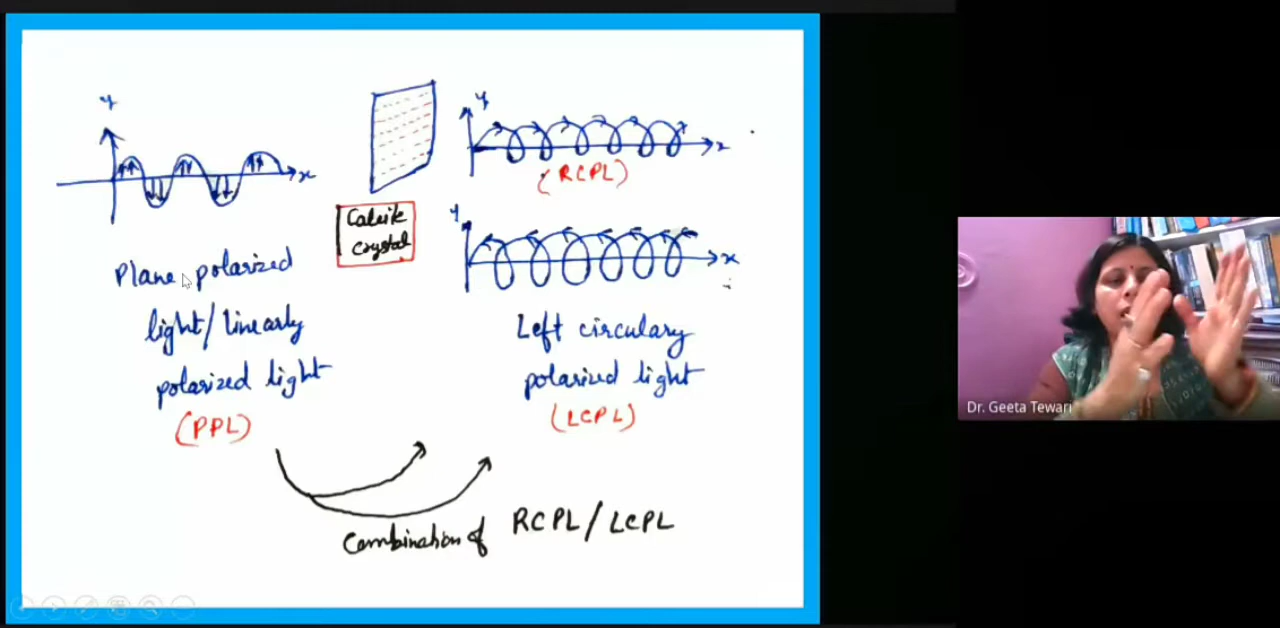 y
x
Plane polarized
light/linearly
polarized light
(PPL)
Calcite
crystal
y
x
(RCPL)
y
x
Left circulary
polarized light
(LCPL)
Combination of RCPL/LCPL
Dr. Geeta Tewari